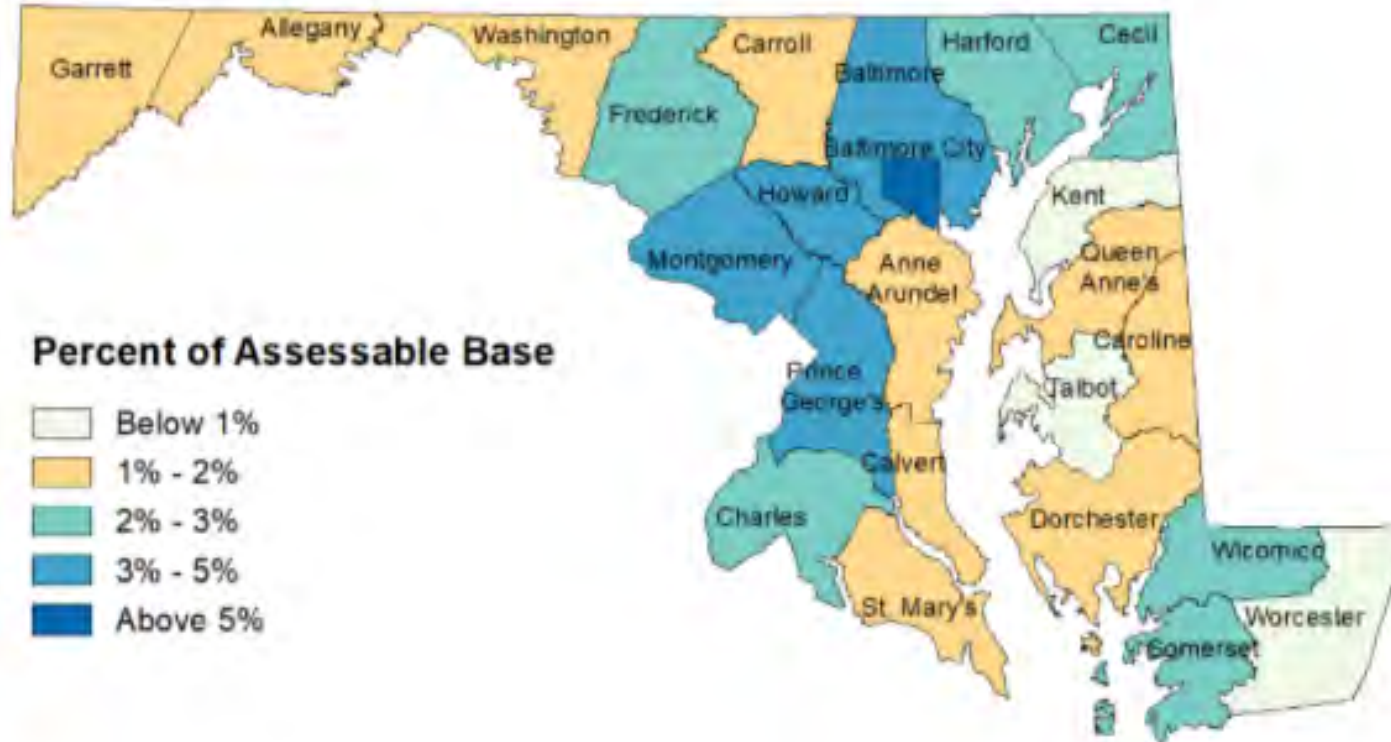 Garrett
Allegany
Washington
Carroll
Frederick
Baltimore
Harford
Cecil
Baltimore City
Howard
Kent
Montgomery
Anne
Arundel
Queen
Anne's
Caroline
Talbot
Prince
George's
Calvert
Charles
St. Mary's
Dorchester
Wicomico
Worcester
Somerset
Percent of Assessable Base
Below 1%
1% - 2%
2% - 3%
3% - 5%
Above 5%